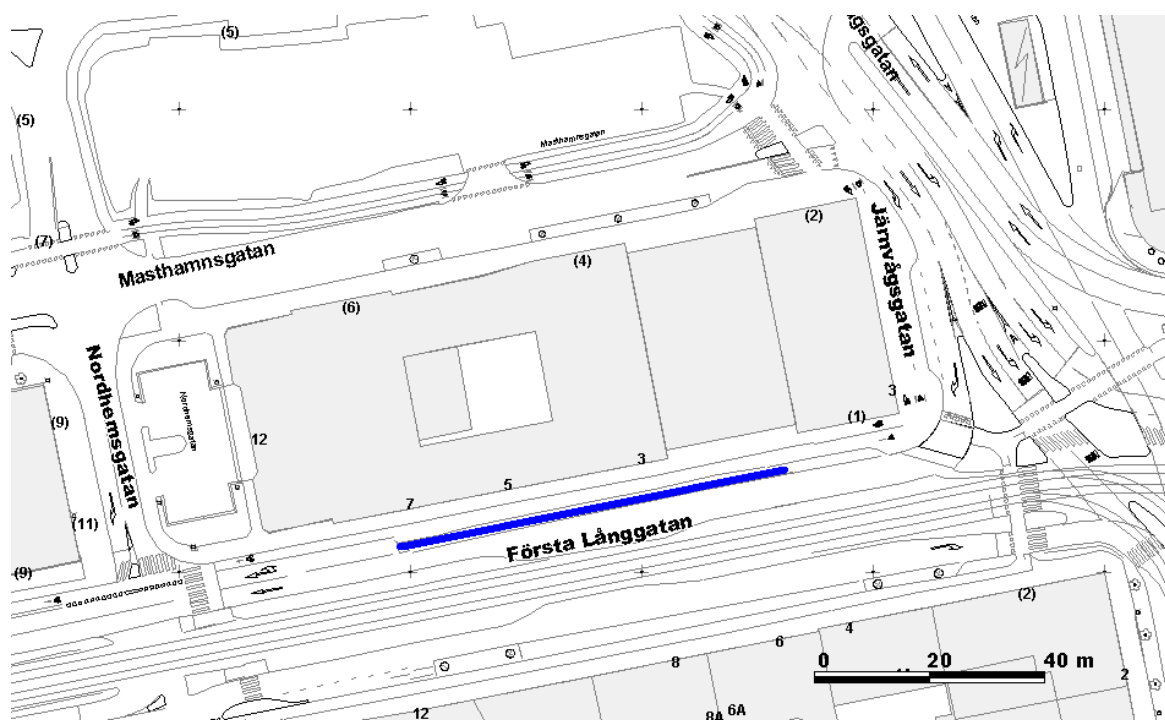 (5)
ågsgatan
(5)
Masthamnsgatan
(2)
Järnvågsgatan
(7)
Masthamnsgatan
(4)
(6)
Nordhemsgatan
Nordhemsgatan
(9)
12
3
(1)
3
5
7
(11)
Första Långgatan
(9)
(2)
4
6
8
0 20 40 m
2
12
8A
6A